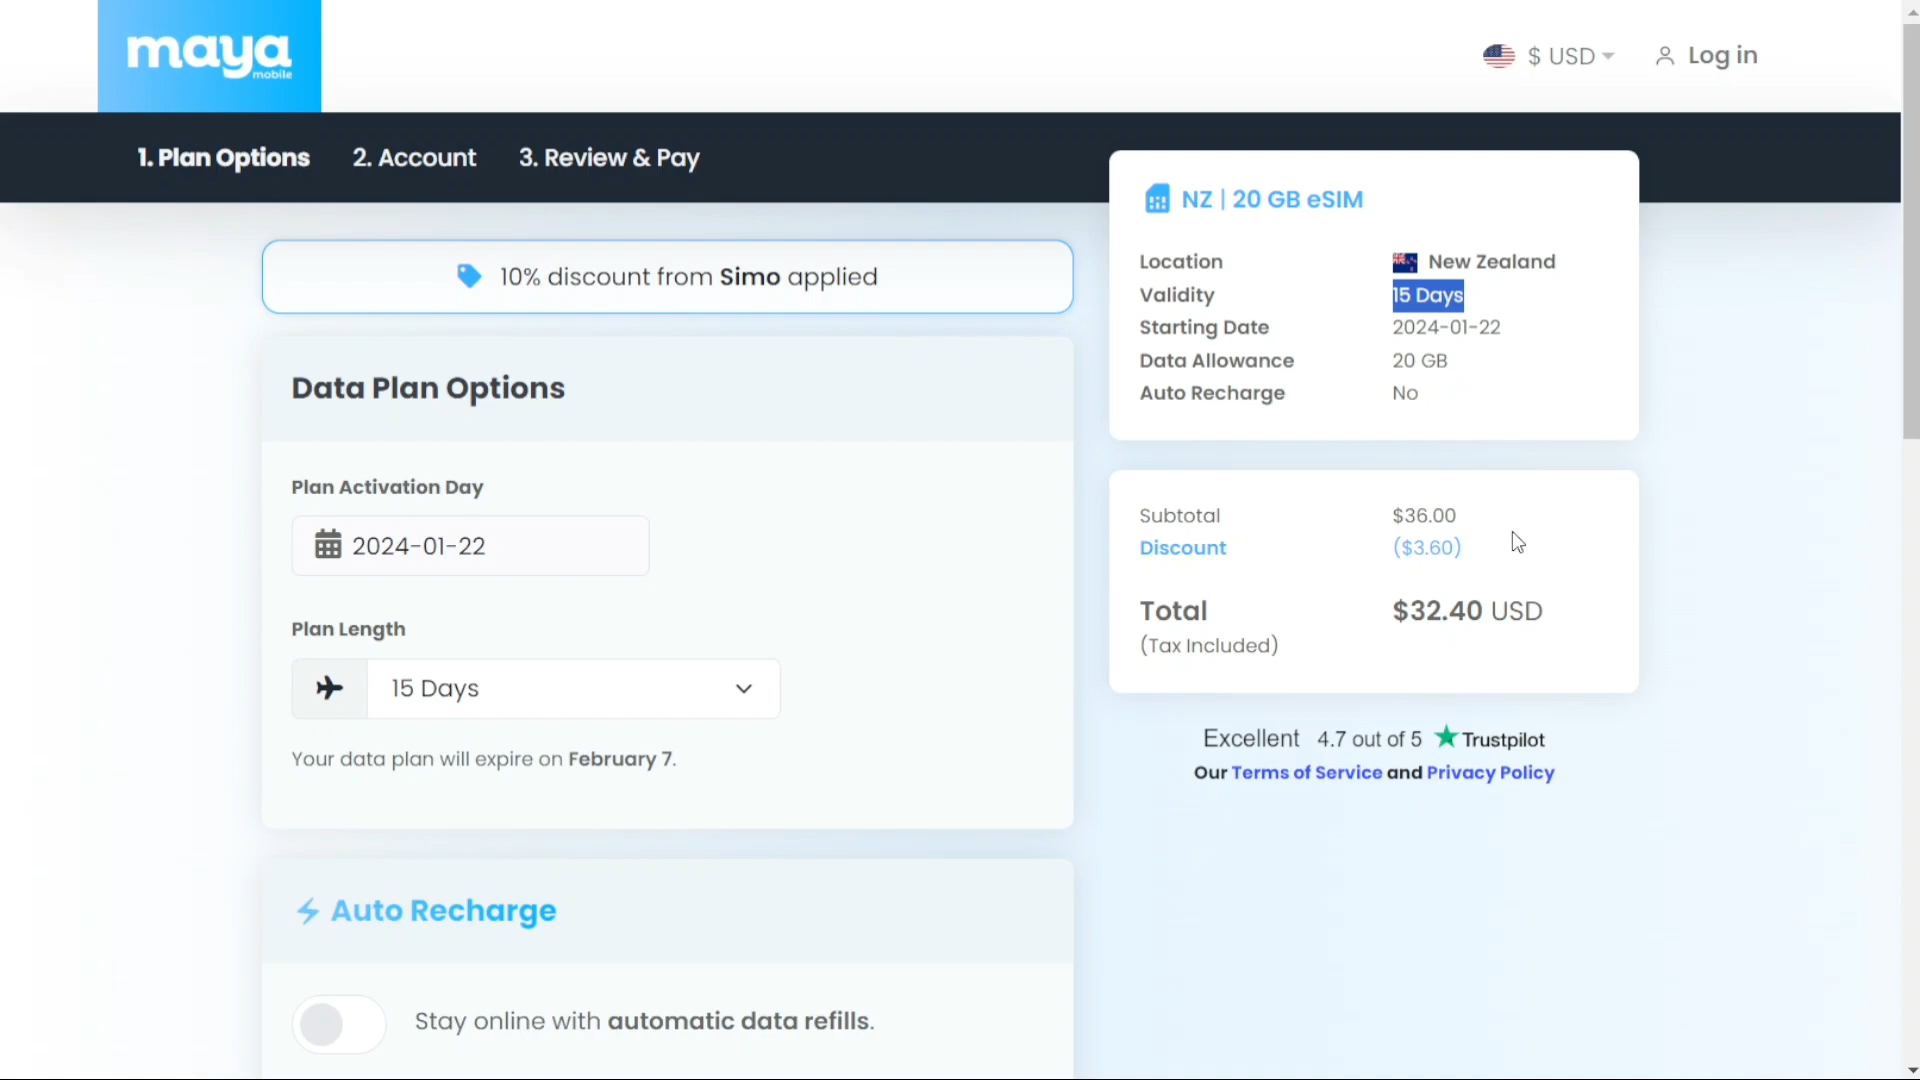 maya
mobile
$ USD
Log in
1. Plan Options
2. Account
3. Review & Pay
10% discount from Simo applied
Data Plan Options
Plan Activation Day
2024-01-22
Plan Length
15 Days
Your data plan will expire on February 7.
Auto Recharge
Stay online with automatic data refills.
NZ | 20 GB eSIM
Location New Zealand
Validity 15 Days
Starting Date 2024-01-22
Data Allowance 20 GB
Auto Recharge No
Subtotal $36.00
Discount ($3.60)
Total $32.40 USD
(Tax Included)
Excellent 4.7 out of 5 Trustpilot
Our Terms of Service and Privacy Policy